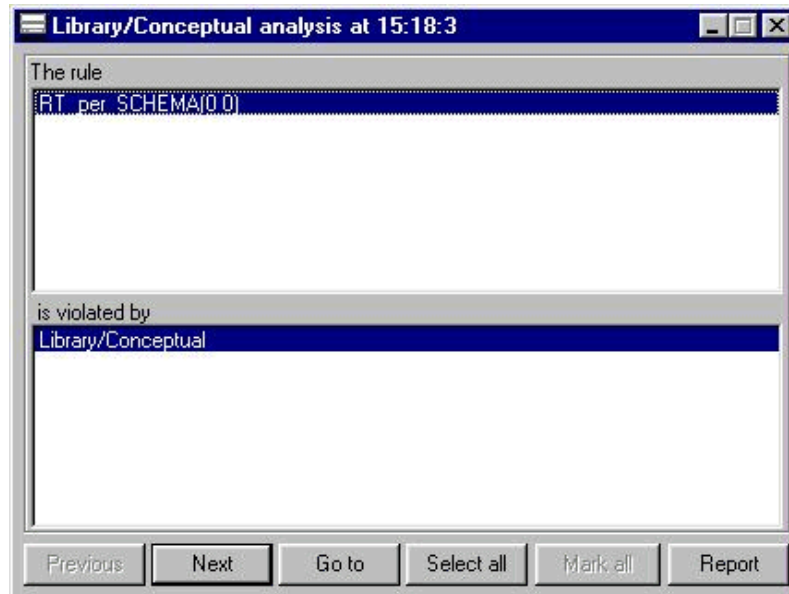 Library/Conceptual analysis at 15:18:3
The rule
RT_per_SCHEMA(0 0)
is violated by
Library/Conceptual
Previous Next Go to Select all Mark all Report